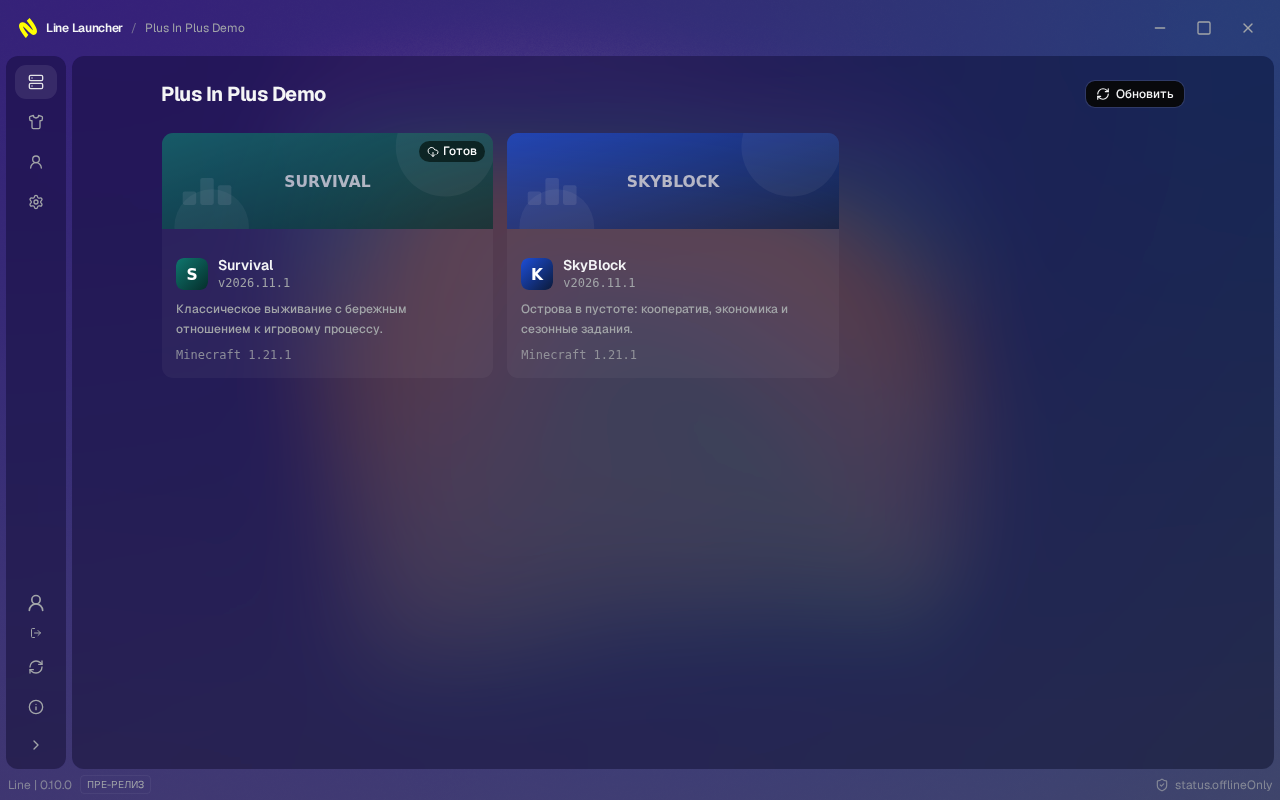 Line Launcher / Plus In Plus Demo
Plus In Plus Demo
Обновить
SURVIVAL
Готов
SKYBLOCK
S
Survival
v2026.11.1
Классическое выживание с бережным
отношением к игровому процессу.
Minecraft 1.21.1
K
SkyBlock
v2026.11.1
Острова в пустоте: кооператив, экономика и
сезонные задания.
Minecraft 1.21.1
Line | 0.10.0
ПРЕ-РЕЛИЗ
status.offlineOnly